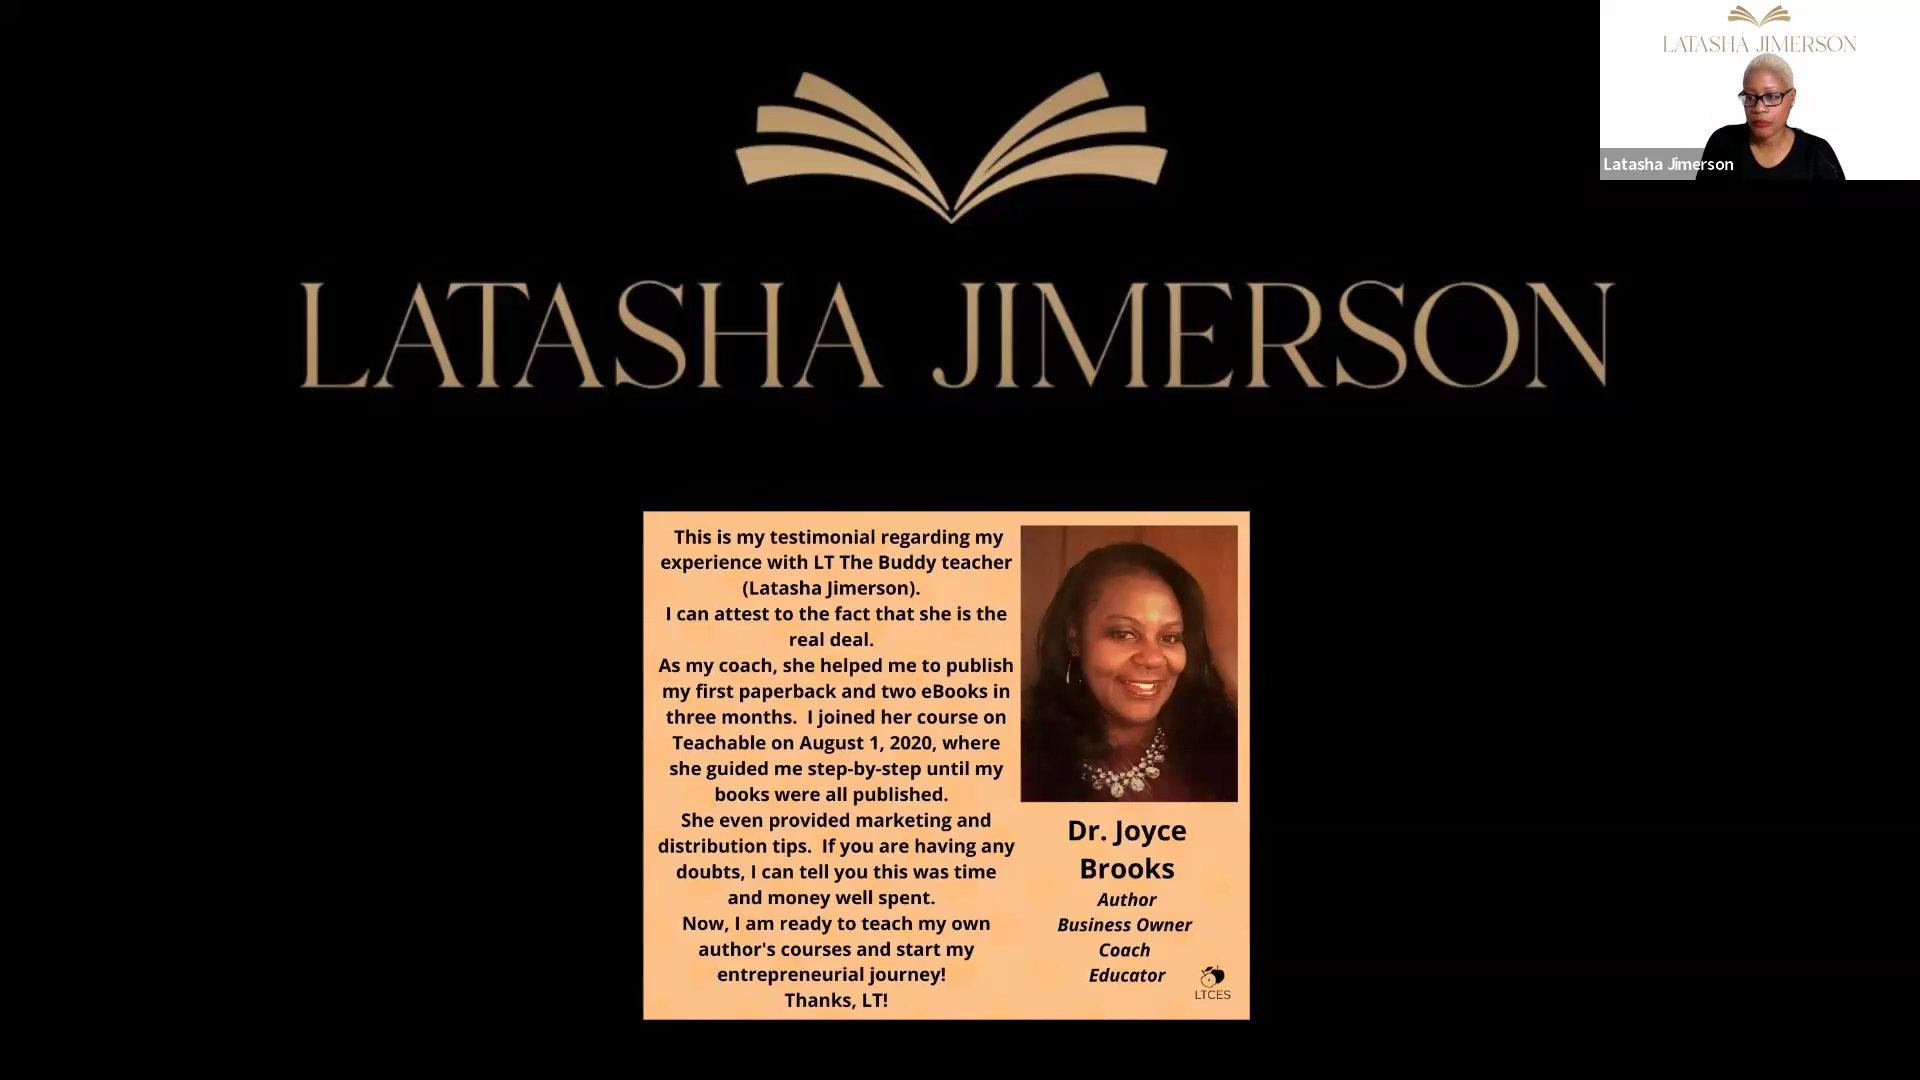 LATASHA JIMERSON
Latasha Jimerson
LATASHA JIMERSON
This is my testimonial regarding my
experience with LT The Buddy teacher
(Latasha Jimerson).
I can attest to the fact that she is the
real deal.
As my coach, she helped me to publish
my first paperback and two eBooks in
three months. I joined her course on
Teachable on August 1, 2020, where
she guided me step-by-step until my
books were all published.
She even provided marketing and
distribution tips. If you are having any
doubts, I can tell you this was time
and money well spent.
Now, I am ready to teach my own
author's courses and start my
entrepreneurial journey!
Thanks, LT!
Dr. Joyce
Brooks
Author
Business Owner
Coach
Educator
LTCES